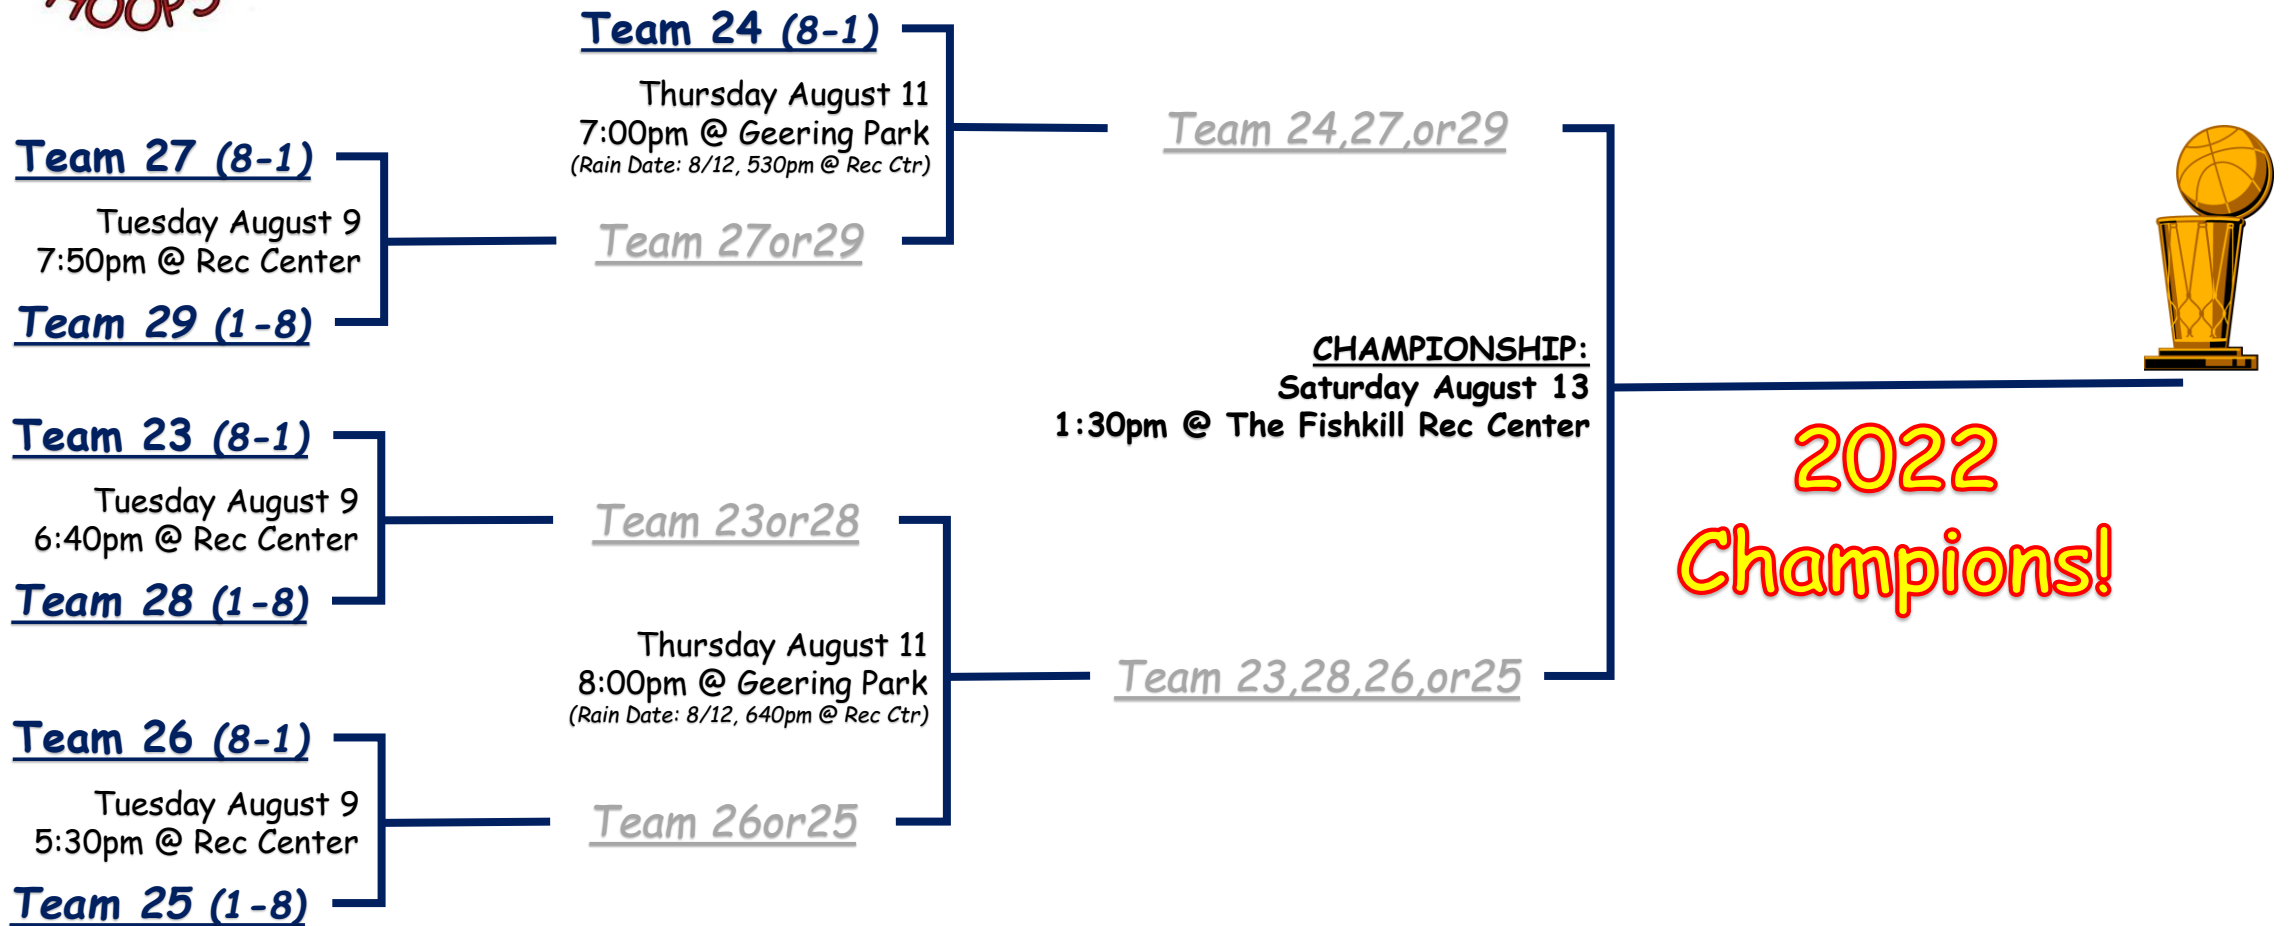 HOOPS
Team 24 (8-1)
Thursday August 11
7:00pm @ Geering Park
(Rain Date: 8/12, 530pm @ Rec Ctr)
Team 27or29
Team 27 (8-1)
Tuesday August 9
7:50pm @ Rec Center
Team 29 (1-8)
Team 24,27,or29
Team 23 (8-1)
Tuesday August 9
6:40pm @ Rec Center
Team 28 (1-8)
Team 23or28
Thursday August 11
8:00pm @ Geering Park
(Rain Date: 8/12, 640pm @ Rec Ctr)
Team 26or25
Team 26 (8-1)
Tuesday August 9
5:30pm @ Rec Center
Team 25 (1-8)
Team 23,28,26,or25
CHAMPIONSHIP:
Saturday August 13
1:30pm @ The Fishkill Rec Center
2022
Champions!